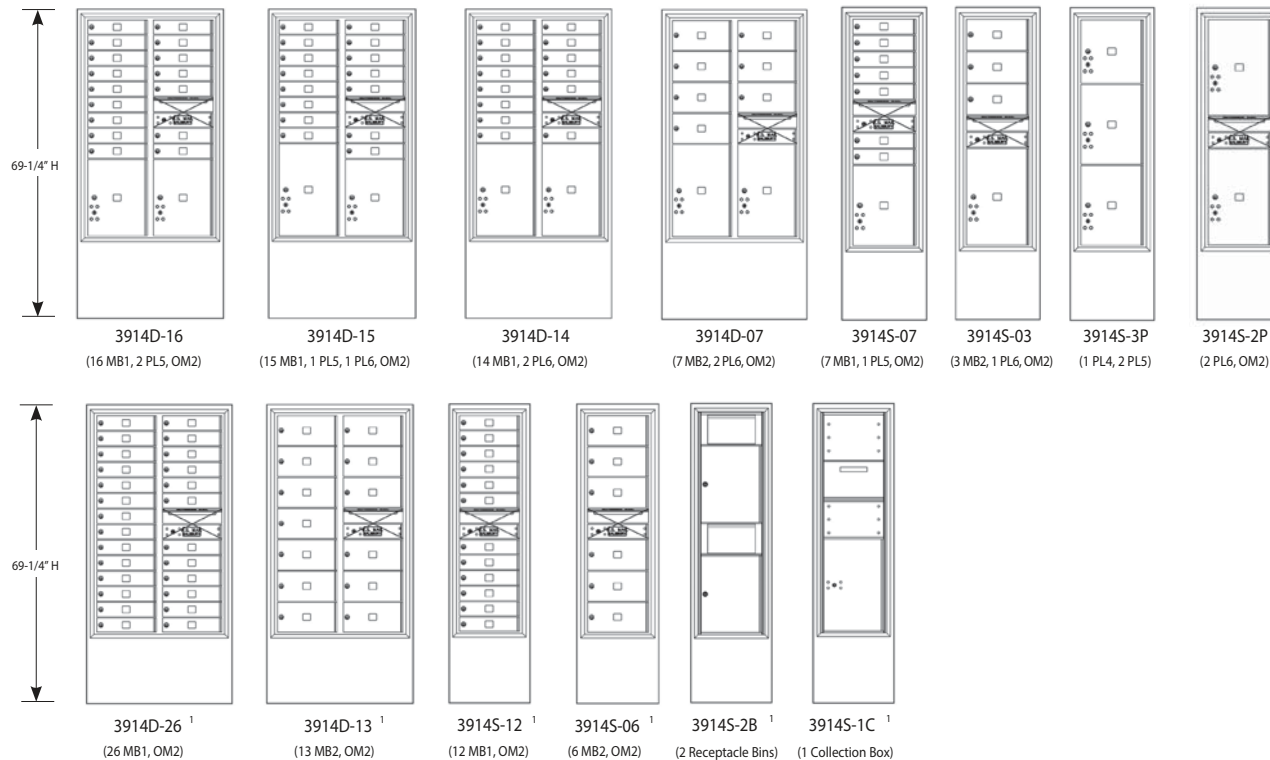 69-1/4" H
3914D-16
(16 MB1, 2 PL5, OM2)
3914D-15
(15 MB1, 1 PL5, 1 PL6, OM2)
3914D-14
(14 MB1, 2 PL6, OM2)
3914D-07
(7 MB2, 2 PL6, OM2)
3914S-07
(7 MB1, 1 PL5, OM2)
3914S-03
(3 MB2, 1 PL6, OM2)
3914S-3P
(1 PL4, 2 PL5)
3914S-2P
(2 PL6, OM2)
69-1/4" H
3914D-26 1
(26 MB1, OM2)
3914D-13 1
(13 MB2, OM2)
3914S-12 1
(12 MB1, OM2)
3914S-06 1
(6 MB2, OM2)
3914S-2B 1
(2 Receptacle Bins)
3914S-1C 1
(1 Collection Box)